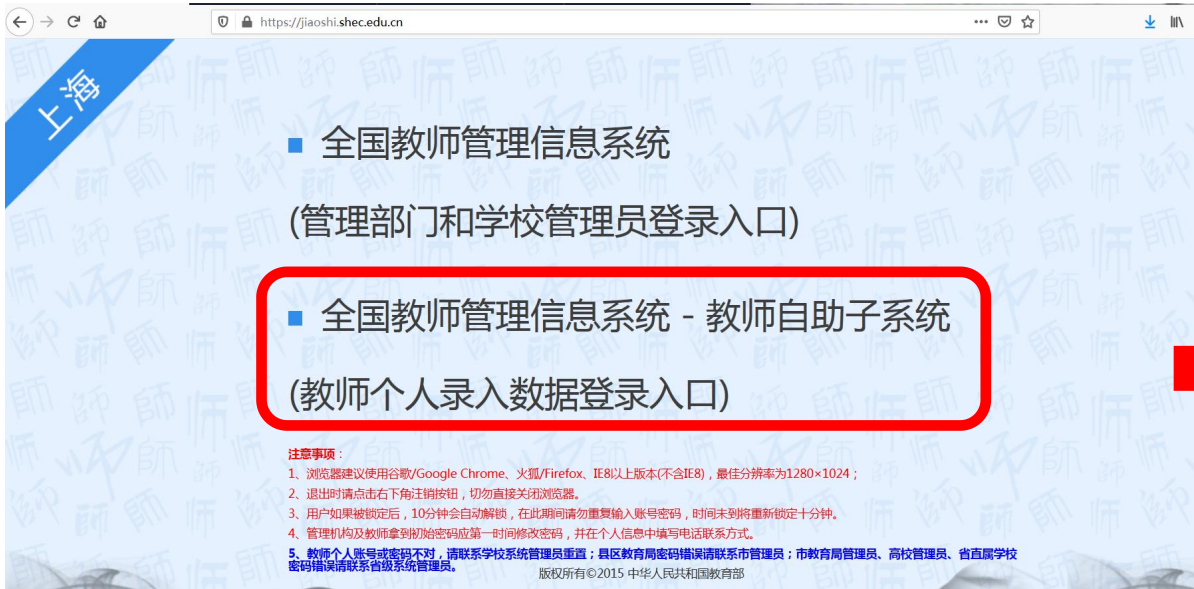 https://jiaoshi.shec.edu.cn
上海
全国教师管理信息系统
(管理部门和学校管理员登录入口)
全国教师管理信息系统 - 教师自助子系统
(教师个人录入数据登录入口)
注意事项：
1、浏览器建议使用谷歌/Google Chrome、火狐/Firefox、IE8以上版本(不含IE8)，最佳分辨率为1280×1024；
2、退出时请点击右下角注销按钮，切勿直接关闭浏览器。
3、用户如果被锁定后，10分钟会自动解锁，在此期间请勿重复输入账号密码，时间未到将重新锁定十分钟。
4、管理机构及教师拿到初始密码应第一时间修改密码，并在个人信息中填写电话联系方式。
5、教师个人账号或密码不对，请联系学校系统管理员重置；县区教育局密码错误请联系市管理员；市教育局管理员、高校管理员、省直属学校
密码错误请联系省级系统管理员。
版权所有©2015 中华人民共和国教育部